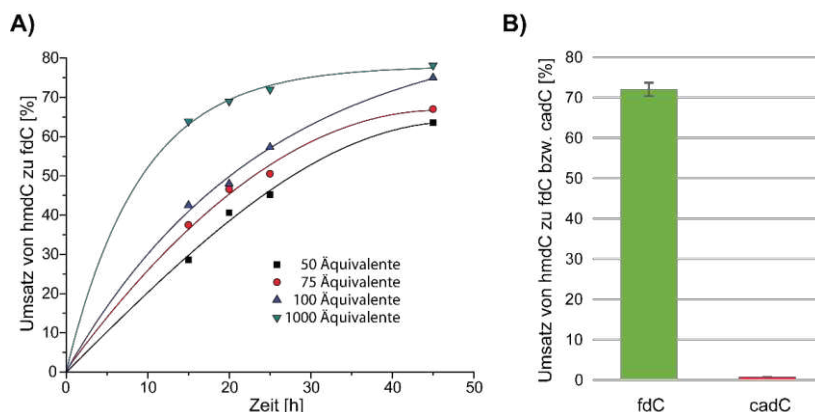 A)
Umsatz von hmdC zu fdC [%]
80
70
60
50
40
30
20
10
0
50 Äquivalente
75 Äquivalente
100 Äquivalente
1000 Äquivalente
0
10
20
30
40
50
Zeit [h]
B)
Umsatz von hmdC zu fdC bzw. cadC [%]
80
70
60
50
40
30
20
10
0
fdC
cadC